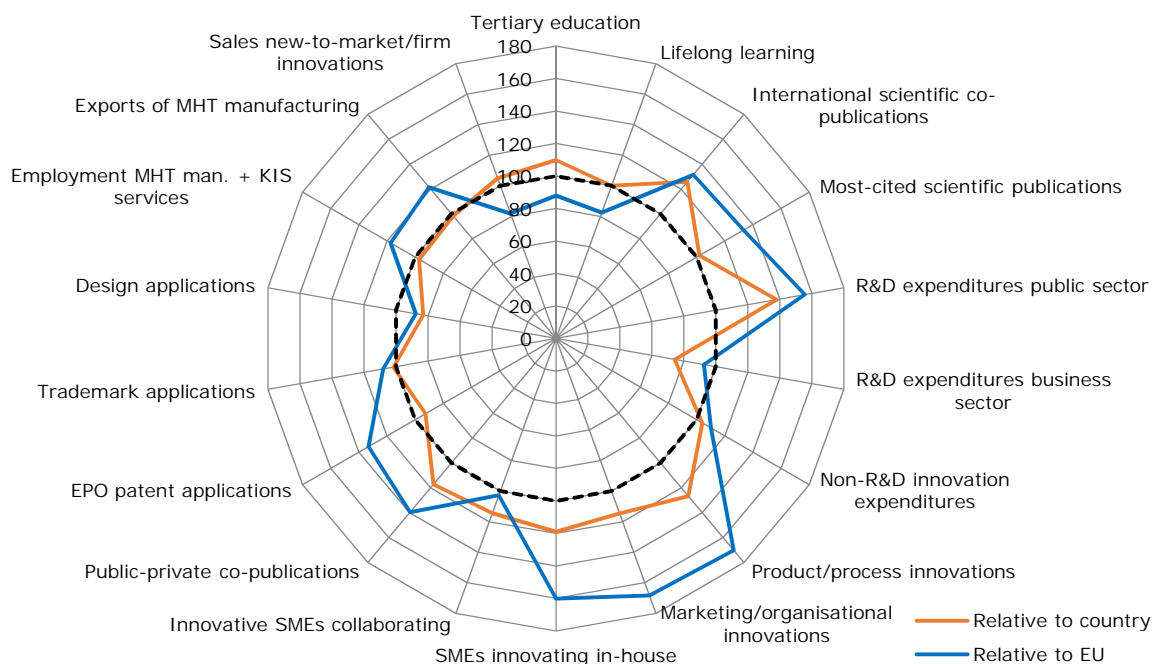 Tertiary education
Lifelong learning
International scientific co-
publications
Most-cited scientific publications
R&D expenditures public sector
R&D expenditures business
sector
Non-R&D innovation
expenditures
Product/process innovations
Marketing/organisational
innovations
SMEs innovating in-house
Innovative SMEs collaborating
Public-private co-publications
EPO patent applications
Trademark applications
Design applications
Employment MHT man. + KIS
services
Exports of MHT manufacturing
Sales new-to-market/firm
innovations
180
160
140
120
100
80
60
40
20
0
Relative to country
Relative to EU